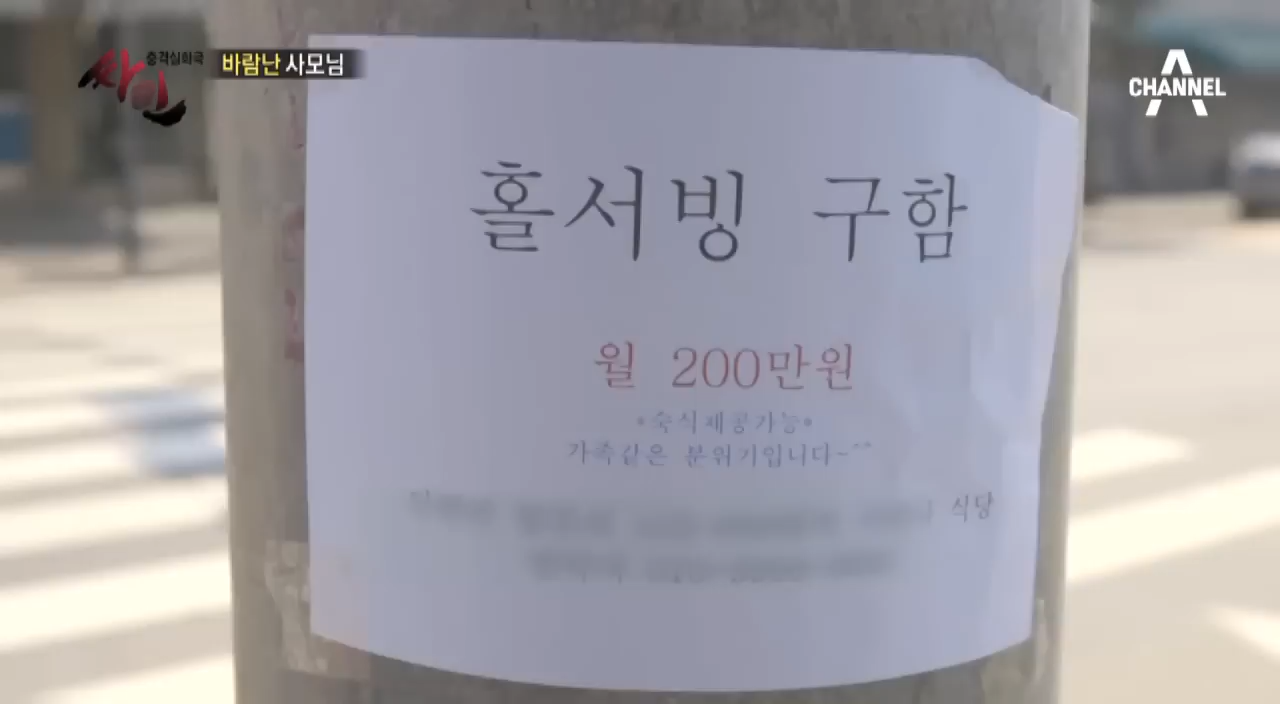 충격실화극
싸인
바람난 사모님
CHANNEL A
홀서빙 구함
월 200만원
*숙식제공가능*
가족같은 분위기입니다~^^
식당